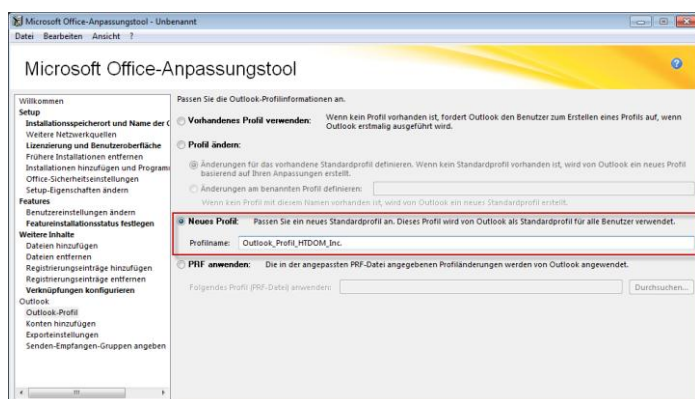 Microsoft Office-Anpassungstool - Unbenannt
Datei Bearbeiten Ansicht ?
Microsoft Office-Anpassungstool
Willkommen
Setup
Installationsspeicherort und Name der
Weitere Netzwerkquellen
Lizenzierung und Benutzeroberfläche
Frühere Installationen entfernen
Installationen hinzufügen und Program
Office-Sicherheitseinstellungen
Setup-Eigenschaften ändern
Features
Benutzereinstellungen ändern
Featureinstallationsstatus festlegen
Weitere Inhalte
Dateien hinzufügen
Dateien entfernen
Registrierungseinträge hinzufügen
Registrierungseinträge entfernen
Verknüpfungen konfigurieren
Outlook
Outlook-Profil
Konten hinzufügen
Exporteinstellungen
Senden-Empfangen-Gruppen angeben
Passen Sie die Outlook-Profilinformationen an.
Vorhandenes Profil verwenden: Wenn kein Profil vorhanden ist, fordert Outlook den Benutzer zum Erstellen eines Profils auf, wenn
Outlook erstmalig ausgeführt wird.
Profil ändern:
Änderungen für das vorhandene Standardprofil definieren. Wenn kein Standardprofil vorhanden ist, wird von Outlook ein neues Profil
basierend auf Ihren Anpassungen erstellt.
Änderungen am benannten Profil definieren:
Wenn kein Profil mit diesem Namen vorhanden ist, wird von Outlook ein neues Standardprofil erstellt.
Neues Profil: Passen Sie ein neues Standardprofil an. Dieses Profil wird von Outlook als Standardprofil für alle Benutzer verwendet.
Profilname: Outlook_Profil_HTDOM_Inc.
PRF anwenden: Die in der angepassten PRF-Datei angegebenen Profiländerungen werden von Outlook angewendet.
Folgendes Profil (PRF-Datei) anwenden: Durchsuchen...